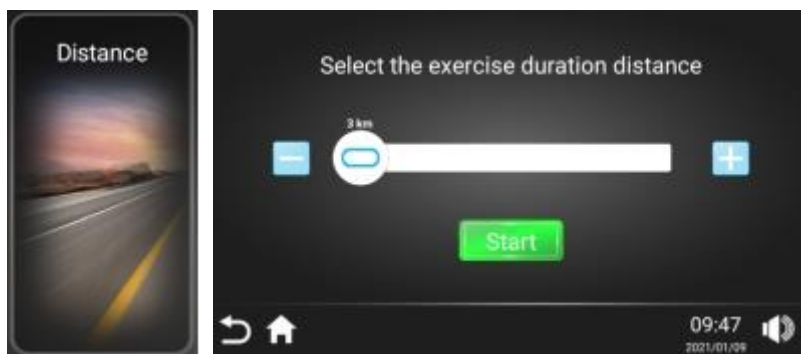 Distance
Select the exercise duration distance
3 km
Start
09:47
2021/01/09